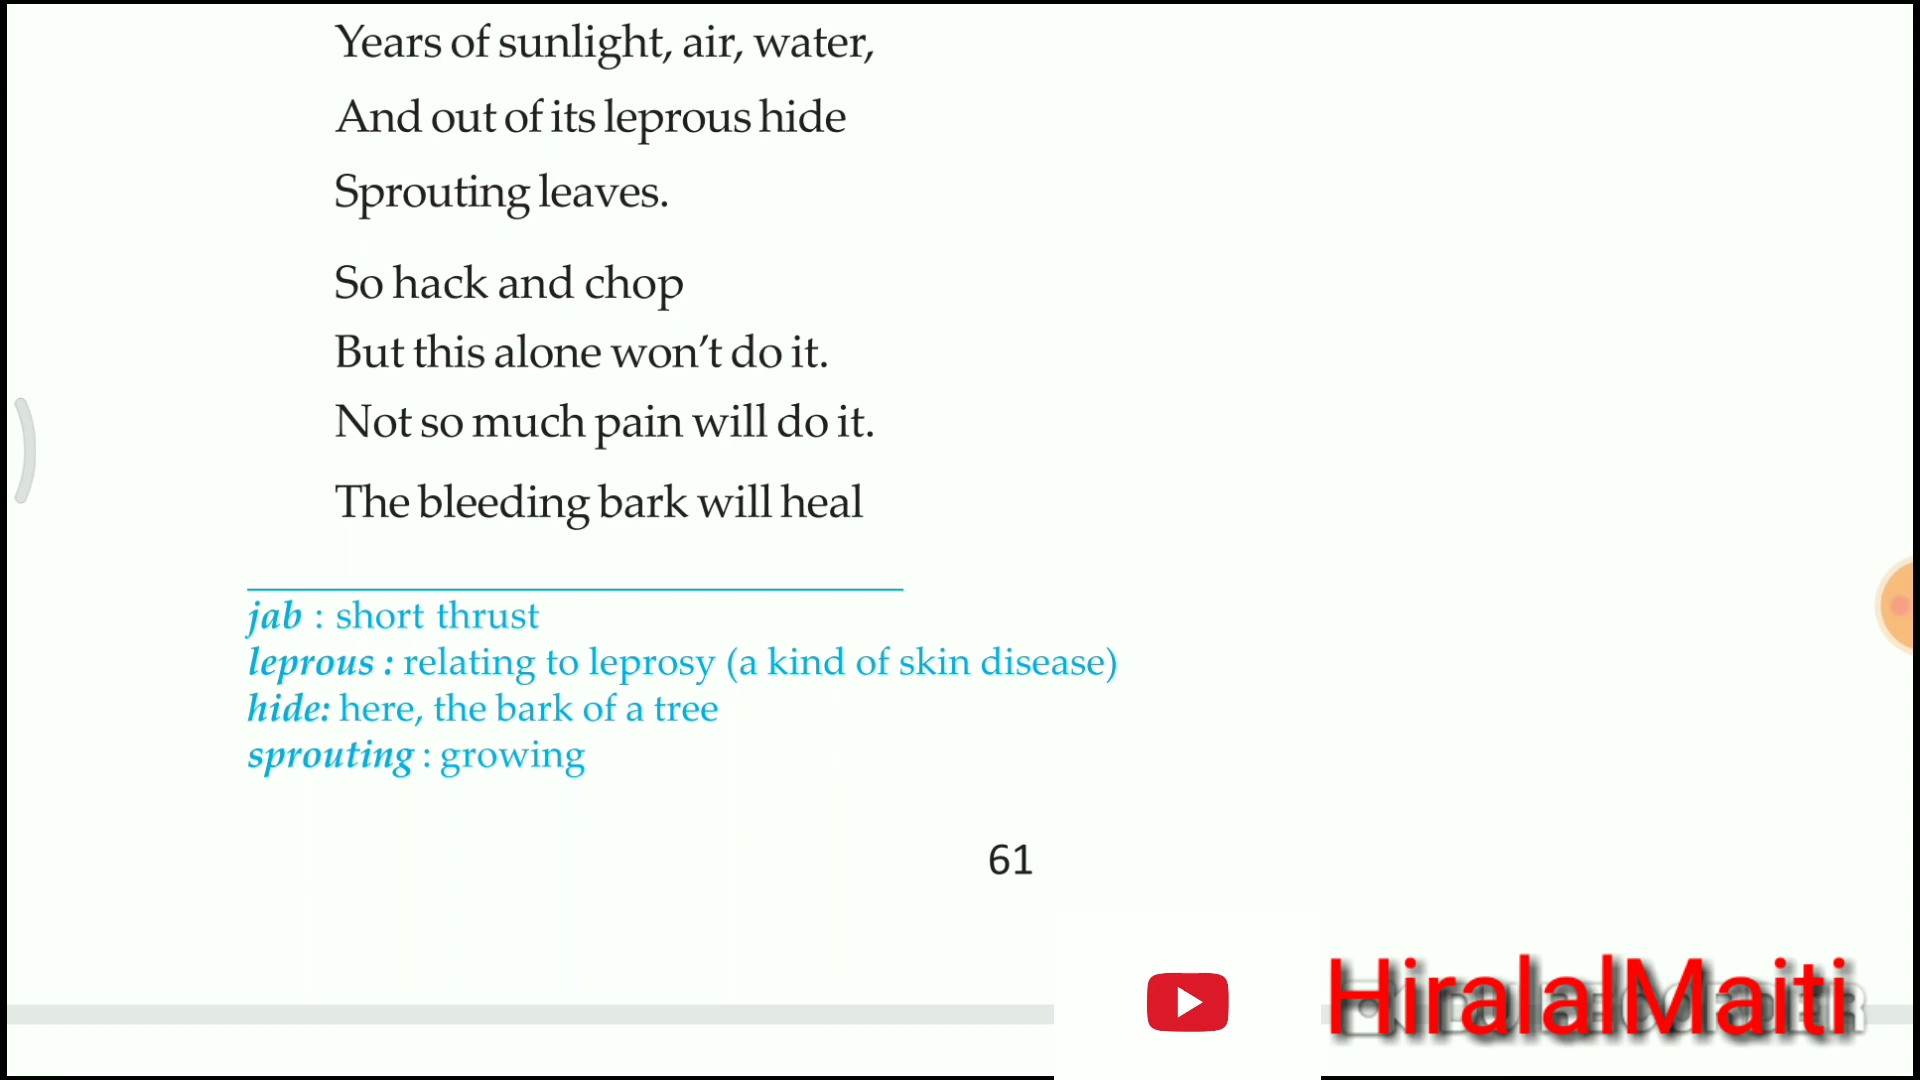 Years of sunlight, air, water,
And out of its leprous hide
Sprouting leaves.
So hack and chop
But this alone won’t do it.
Not so much pain will do it.
The bleeding bark will heal
jab : short thrust
leprous : relating to leprosy (a kind of skin disease)
hide: here, the bark of a tree
sprouting : growing
61
HiralalMaiti